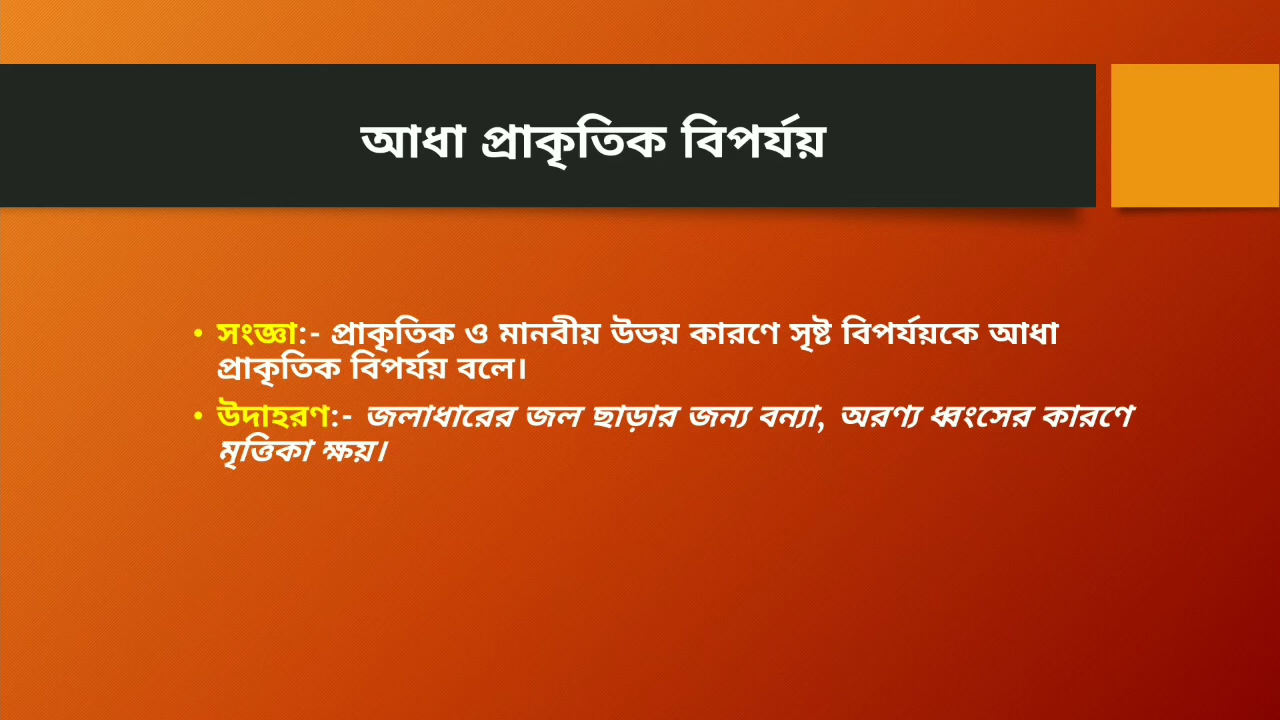 আধা প্রাকৃতিক বিপর্যয়
• সংজ্ঞা:- প্রাকৃতিক ও মানবীয় উভয় কারণে সৃষ্ট বিপর্যয়কে আধা
প্রাকৃতিক বিপর্যয় বলে।
• উদাহরণ:- জলাধারের জল ছাড়ার জন্য বন্যা, অরণ্য ধ্বংসের কারণে
মৃত্তিকা ক্ষয়।